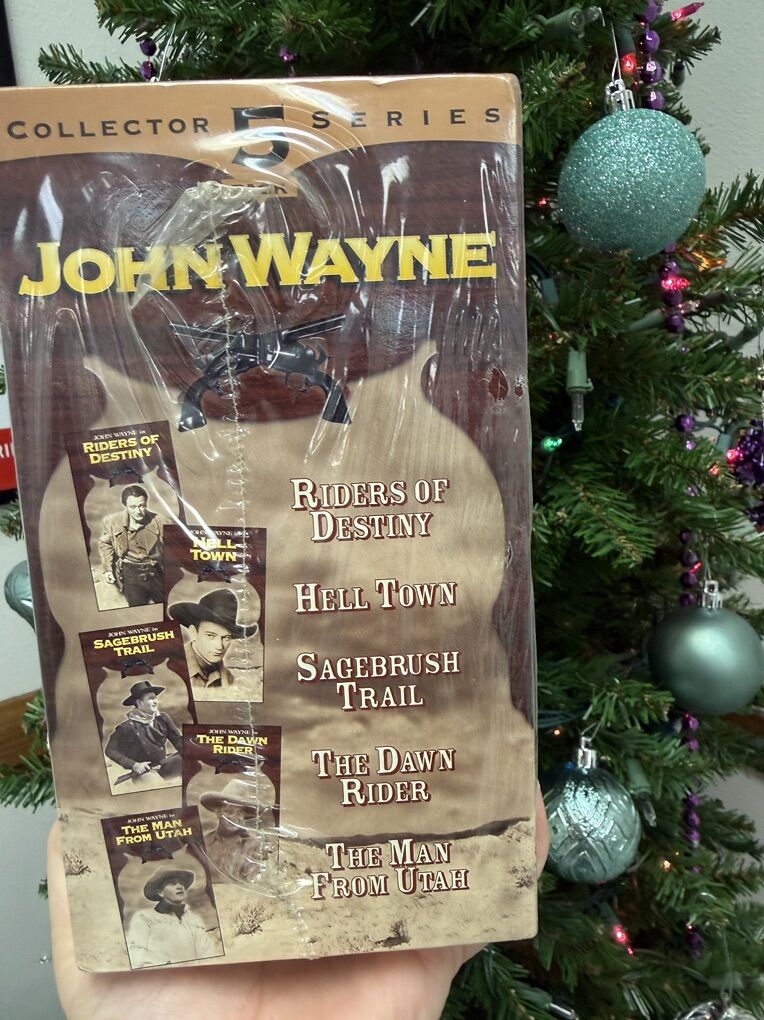 COLLECTOR 5 SERIES
PACK
JOHN WAYNE
JOHN WAYNE in
RIDERS OF
DESTINY
JOHN WAYNE in
HELL
TOWN
JOHN WAYNE in
SAGEBRUSH
TRAIL
JOHN WAYNE in
THE DAWN
RIDER
JOHN WAYNE in
THE MAN
FROM UTAH
RIDERS OF
DESTINY
HELL TOWN
SAGEBRUSH
TRAIL
THE DAWN
RIDER
THE MAN
FROM UTAH